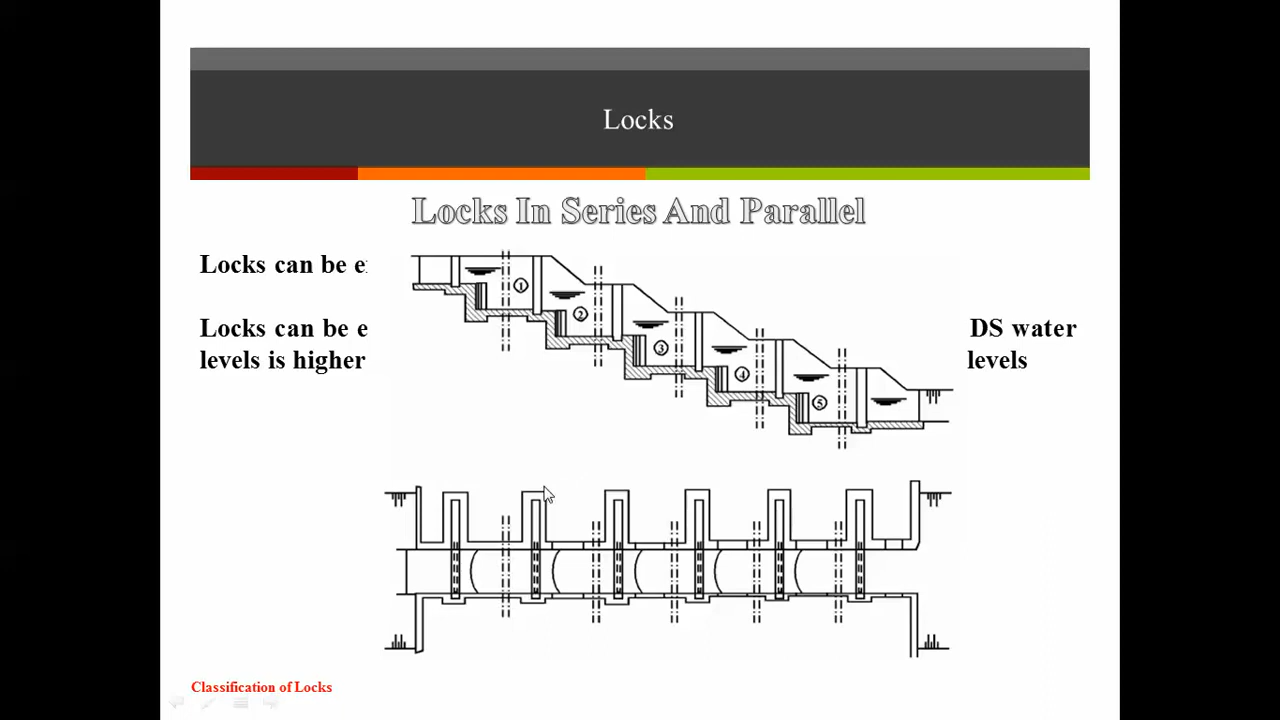 Locks
Locks In Series And Parallel
Locks can be
Locks can be DS water
levels is higher levels
1
2
3
4
5
Classification of Locks